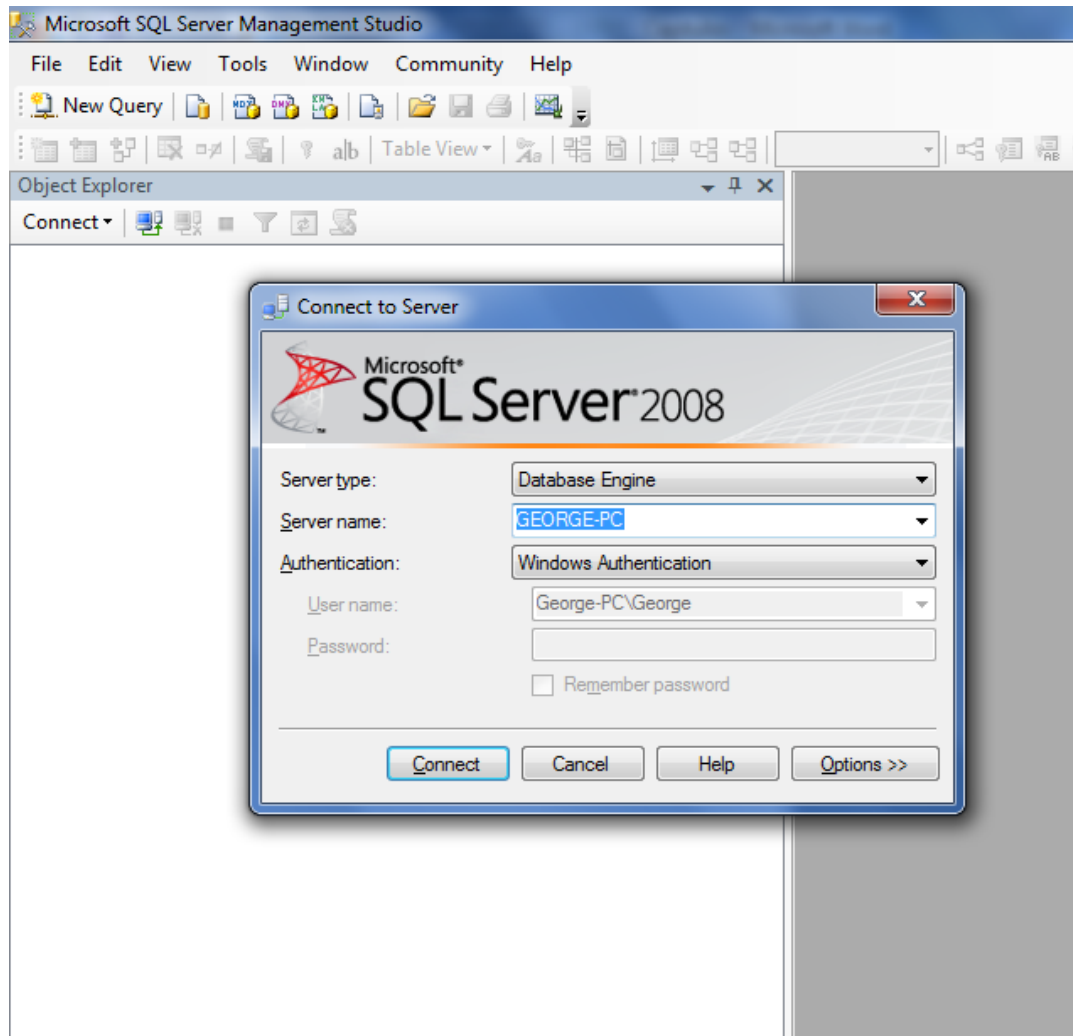 Microsoft SQL Server Management Studio
File Edit View Tools Window Community Help
New Query
Table View
Object Explorer
Connect
Connect to Server
Microsoft®
SQL Server® 2008
Server type: Database Engine
Server name: GEORGE-PC
Authentication: Windows Authentication
User name: George-PC\George
Password:
Remember password
Connect Cancel Help Options >>